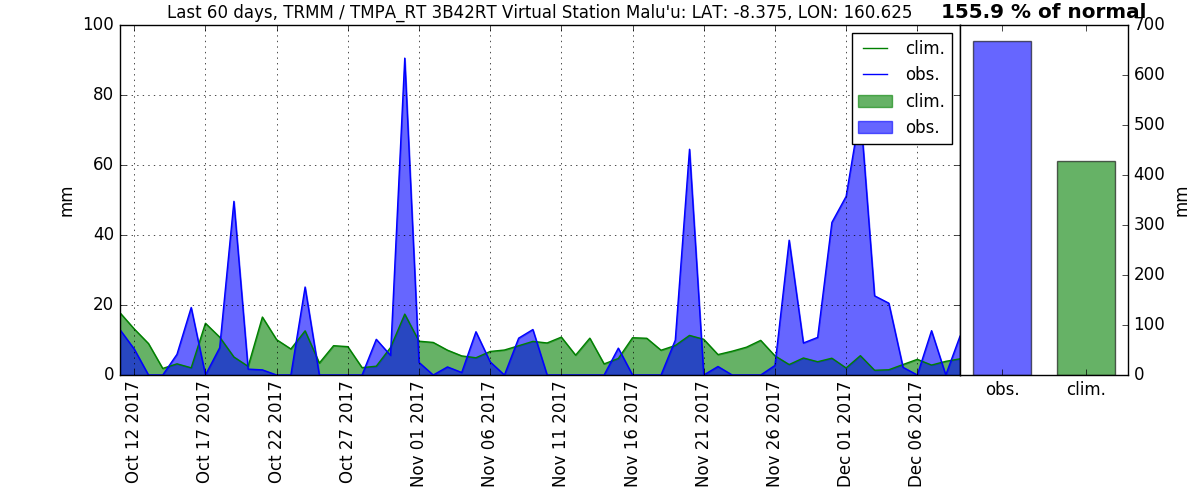 Last 60 days, TRMM / TMPA_RT 3B42RT Virtual Station Malu'u: LAT: -8.375, LON: 160.625
155.9 % of normal
100
80
60
40
20
0
mm
clim.
obs.
clim.
obs.
700
600
500
400
300
200
100
0
mm
Oct 12 2017
Oct 17 2017
Oct 22 2017
Oct 27 2017
Nov 01 2017
Nov 06 2017
Nov 11 2017
Nov 16 2017
Nov 21 2017
Nov 26 2017
Dec 01 2017
Dec 06 2017
obs.
clim.